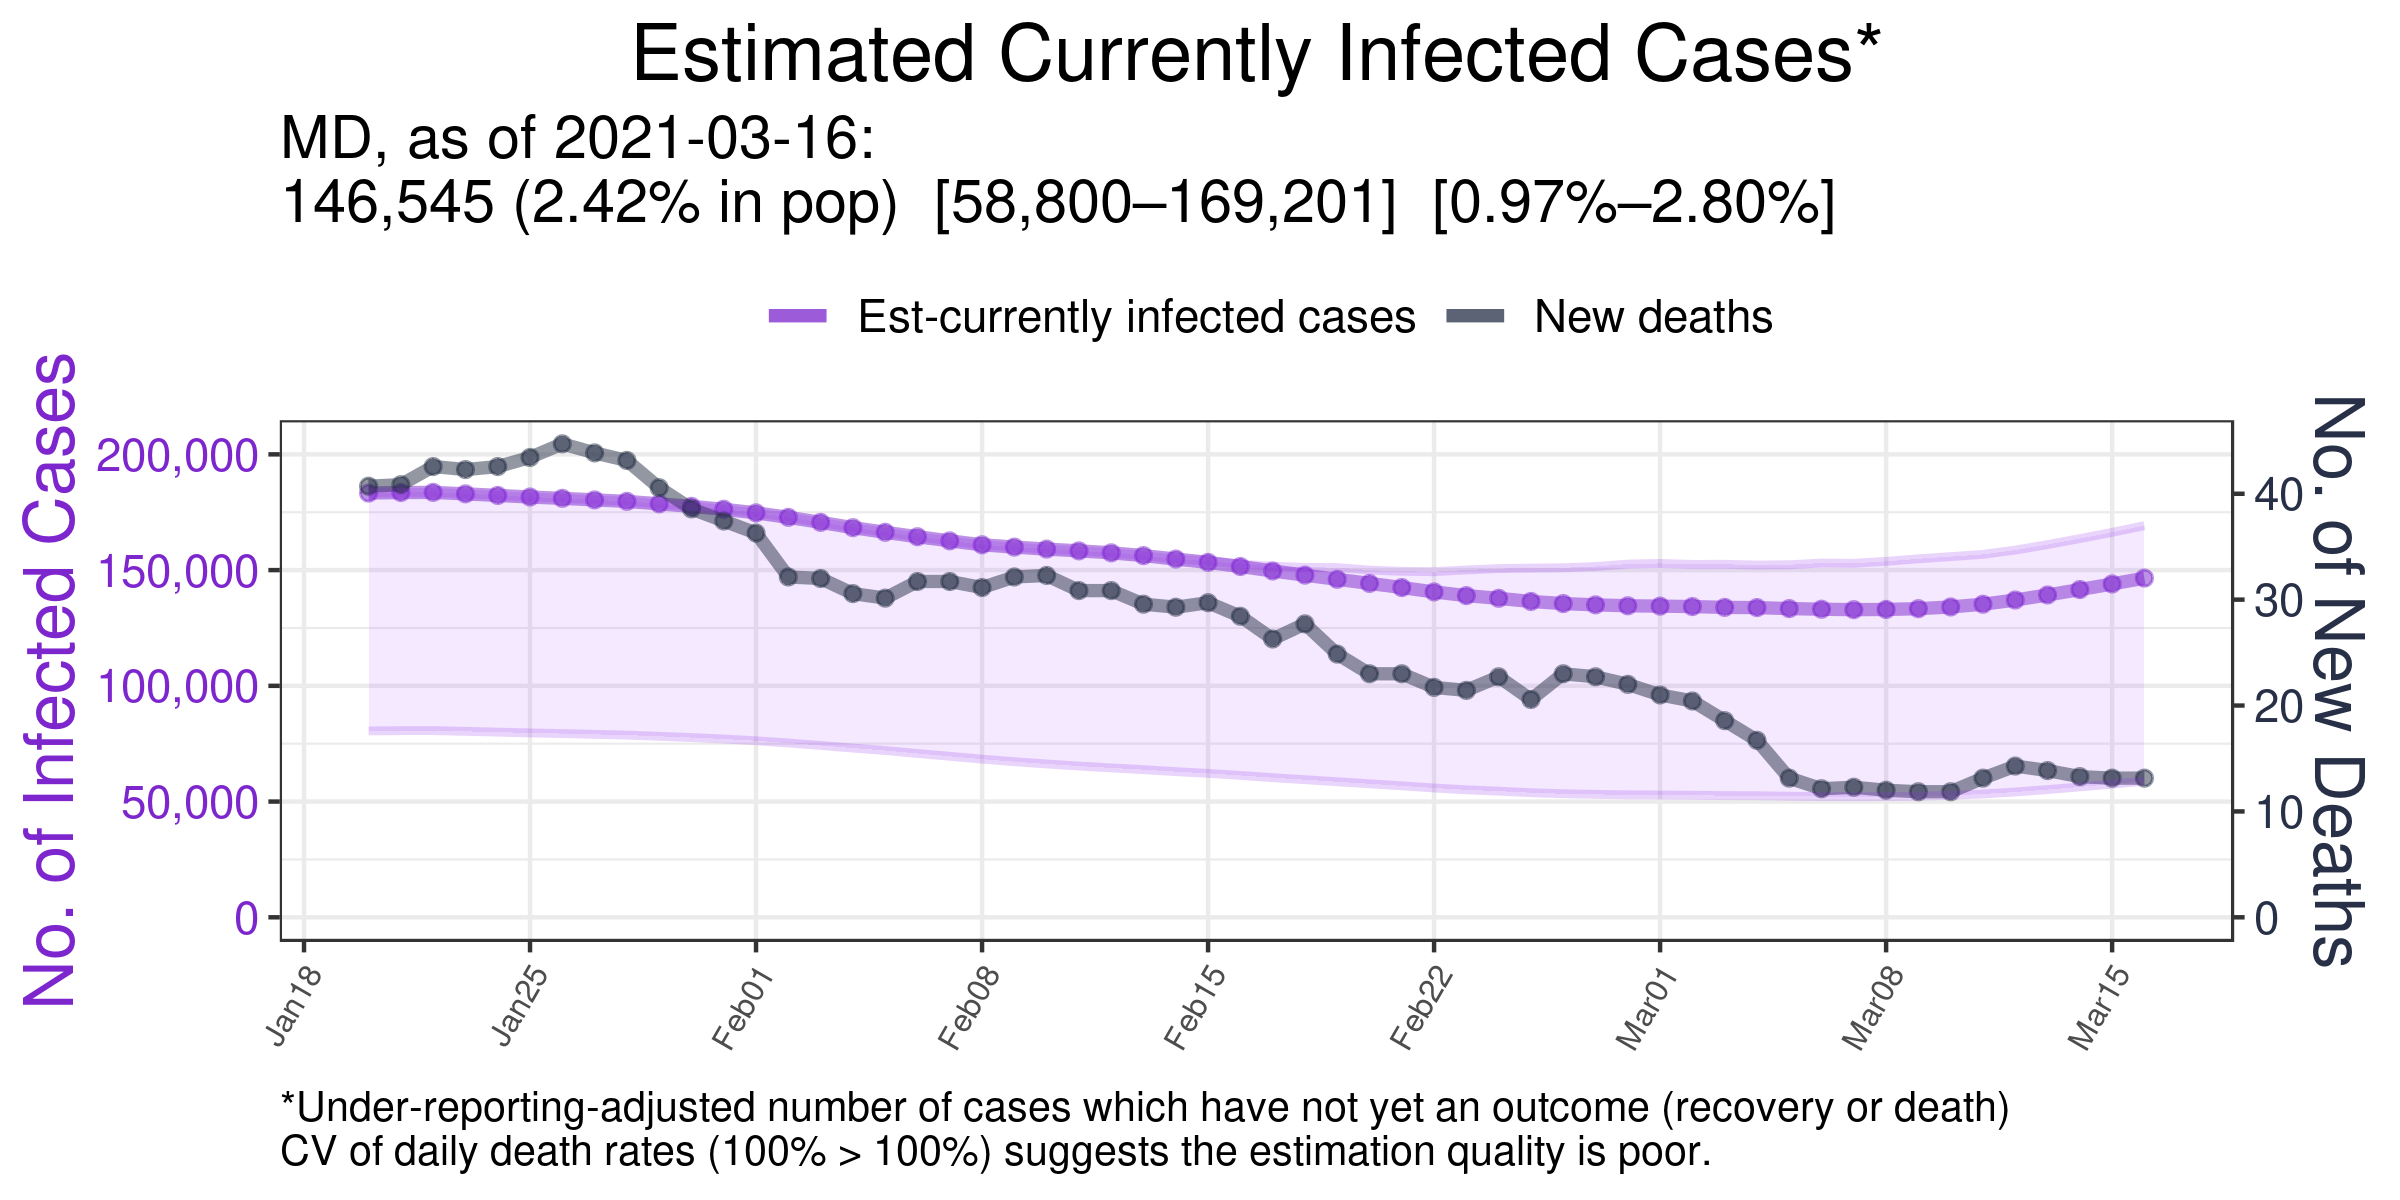 Estimated Currently Infected Cases*
MD, as of 2021-03-16:
146,545 (2.42% in pop) [58,800–169,201] [0.97%–2.80%]
Est-currently infected cases New deaths
No. of Infected Cases
200,000
150,000
100,000
50,000
0
40
30
20
10
0
No. of New Deaths
Jan18 Jan25 Feb01 Feb08 Feb15 Feb22 Mar01 Mar08 Mar15
*Under-reporting-adjusted number of cases which have not yet an outcome (recovery or death)
CV of daily death rates (100% > 100%) suggests the estimation quality is poor.